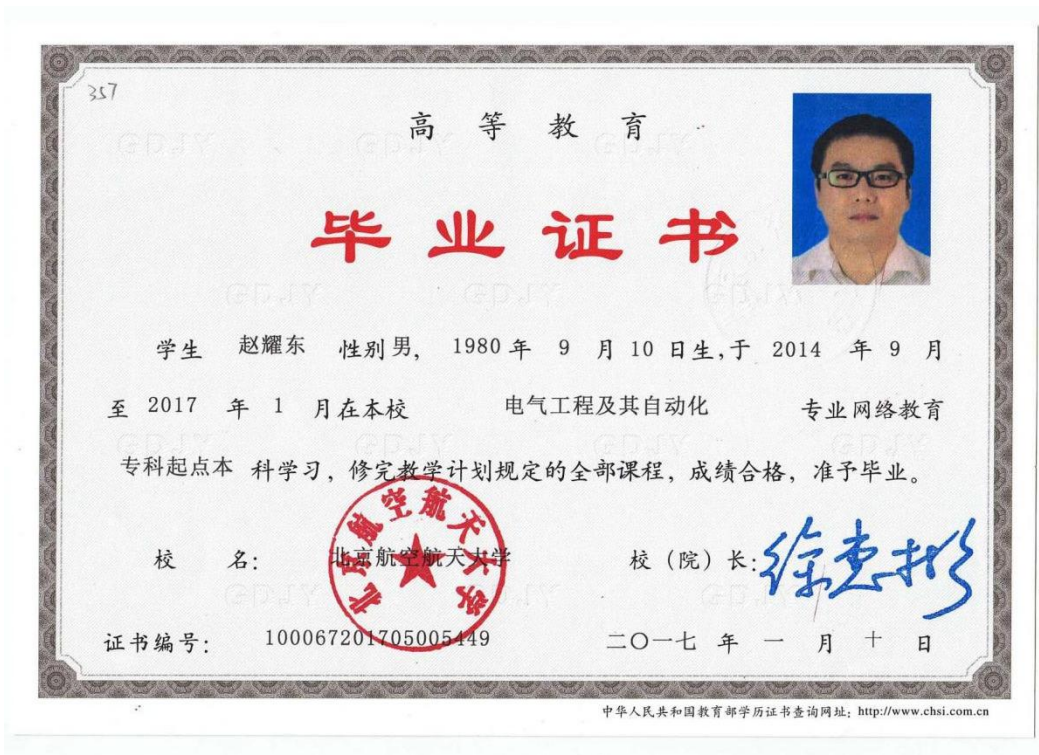 357
高等教育
毕业证书
学生 赵耀东 性别 男, 1980 年 9 月 10 日生,于 2014 年 9 月
至 2017 年 1 月在本校 电气工程及其自动化 专业网络教育
专科起点本 科学习，修完教学计划规定的全部课程，成绩合格，准予毕业。
校 名: 北京航空航天大学 校（院）长: 徐惠彬
北京航空航天大学
证书编号: 100067201705005449 二〇一七 年 一 月 十 日
中华人民共和国教育部学历证书查询网址: http://www.chsi.com.cn